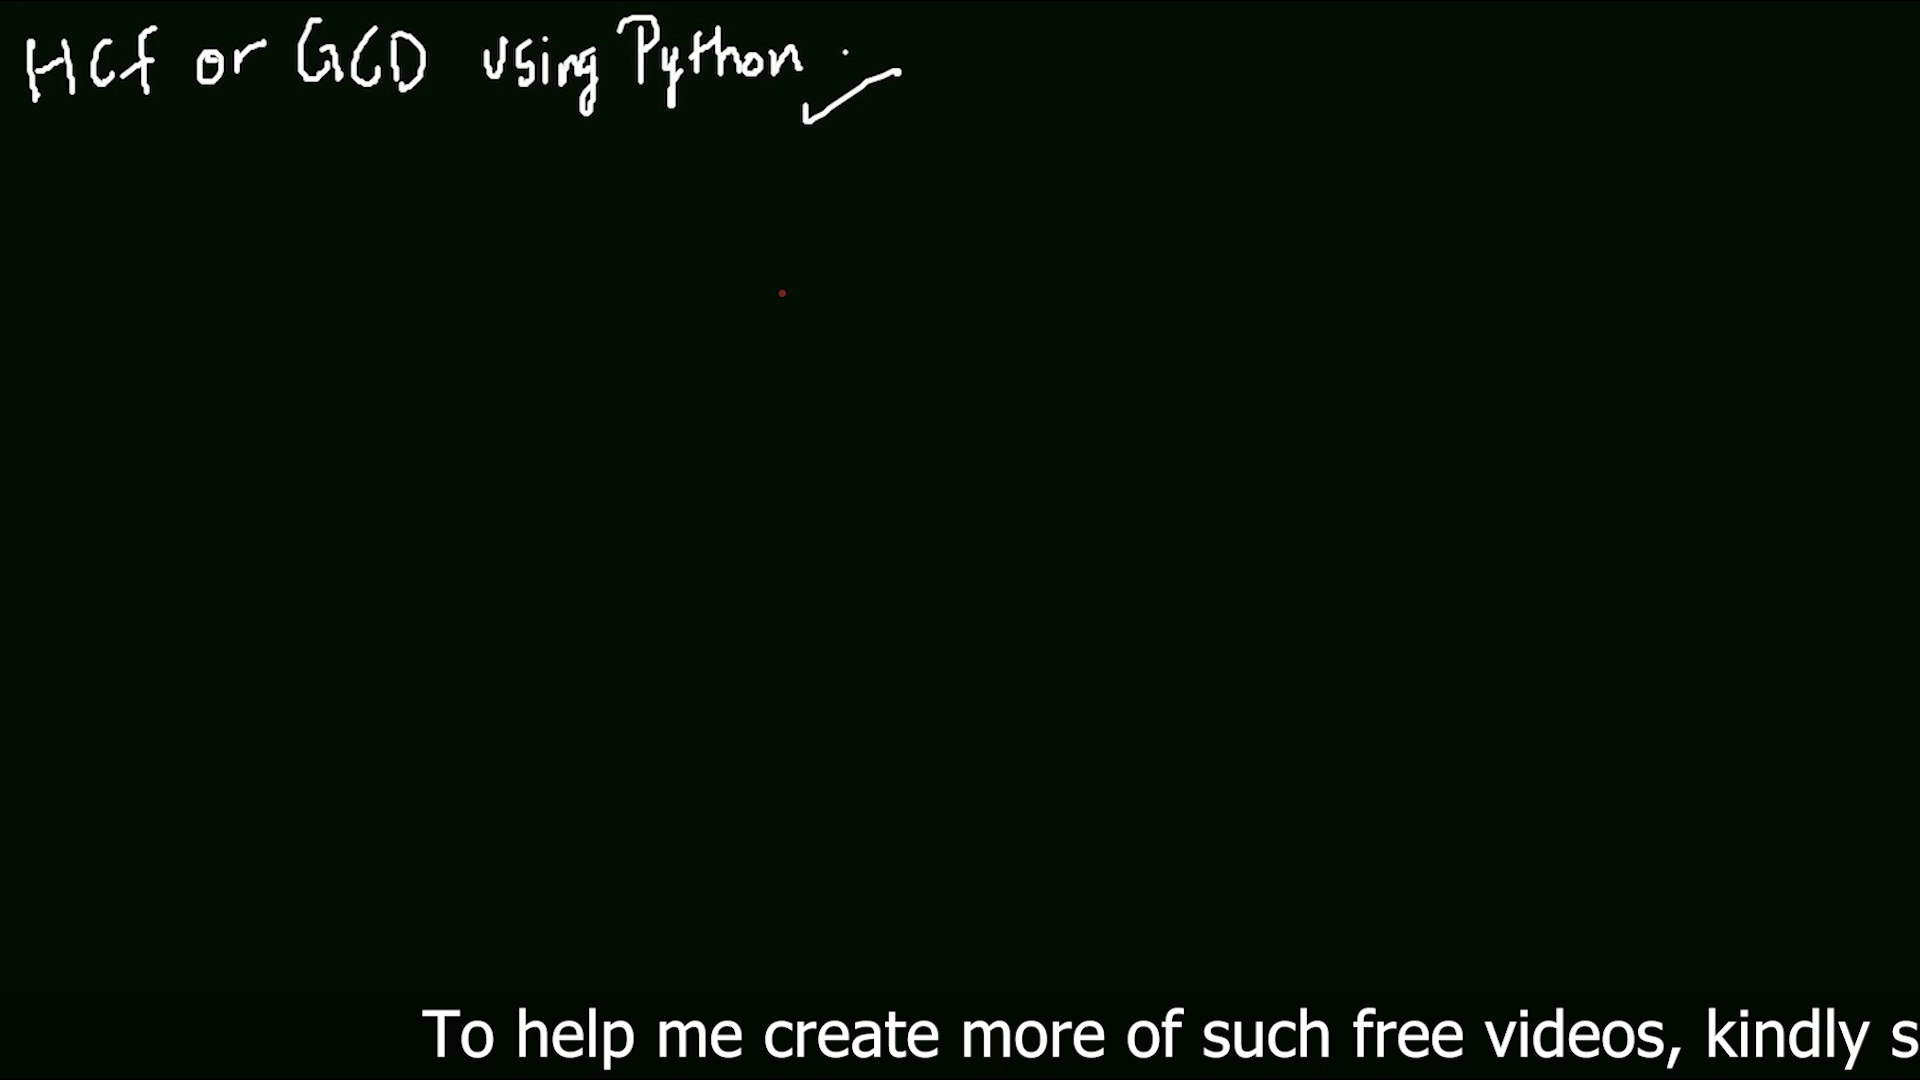 HCf or GCD using Python
To help me create more of such free videos, kindly s